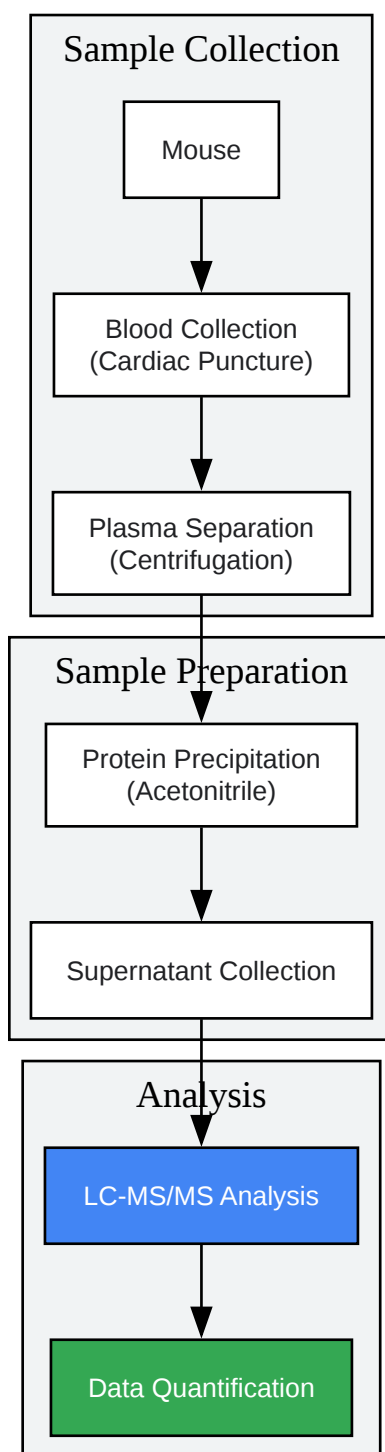 Sample Collection
Mouse
Blood Collection
(Cardiac Puncture)
Plasma Separation
(Centrifugation)
Sample Preparation
Protein Precipitation
(Acetonitrile)
Supernatant Collection
Analysis
LC-MS/MS Analysis
Data Quantification